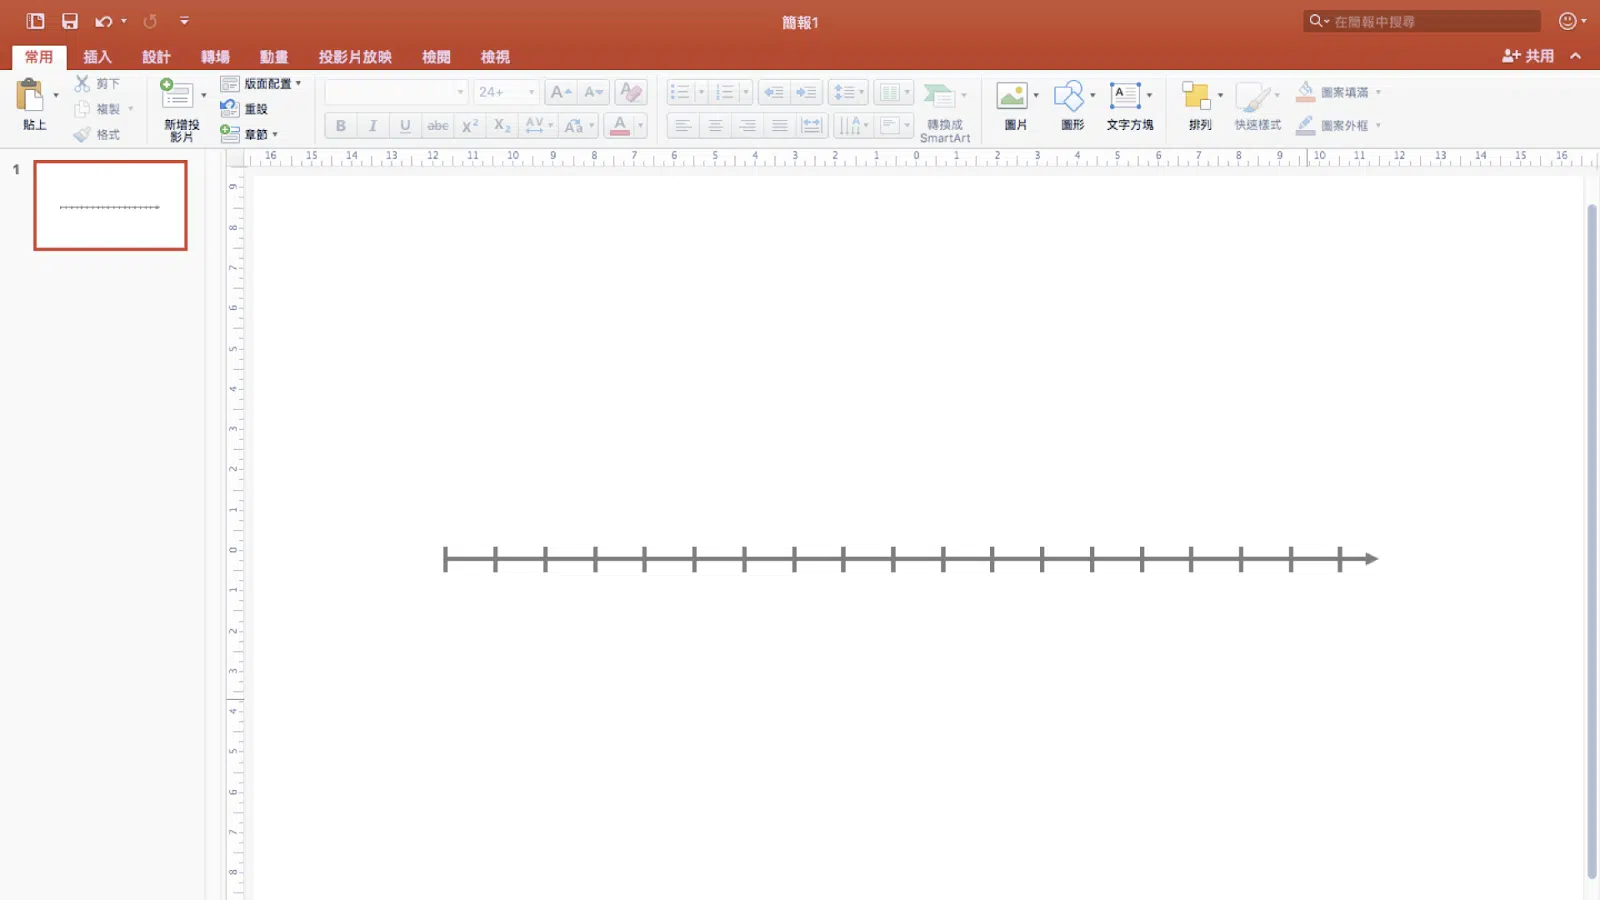 簡報1
在簡報中搜尋
常用 插入 設計 轉場 動畫 投影片放映 檢閱 檢視 共用
貼上
剪下
複製
格式
新增投影片
版面配置
重設
章節
24+
B I U abc X² X₂ AV Aa A
轉換成 SmartArt
圖片
圖形
文字方塊
排列
快速樣式
圖案填滿
圖案外框
16 15 14 13 12 11 10 9 8 7 6 5 4 3 2 1 0 1 2 3 4 5 6 7 8 9 10 11 12 13 14 15 16
1
9
8
7
6
5
4
3
2
1
0
1
2
3
4
5
6
7
8